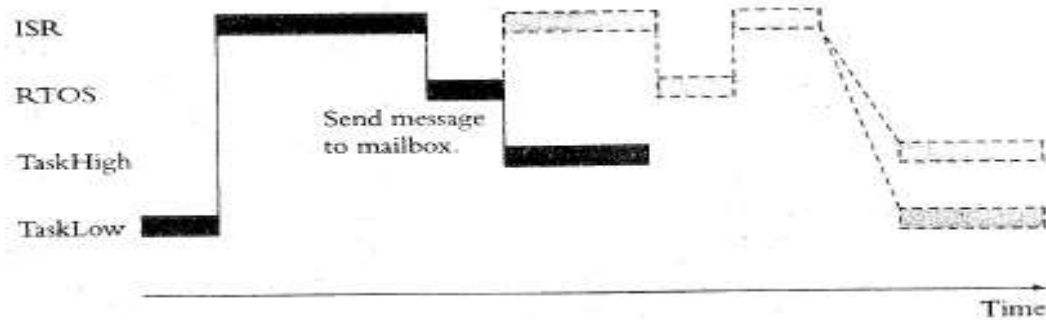 ISR
RTOS
Send message
to mailbox.
TaskHigh
TaskLow
Time